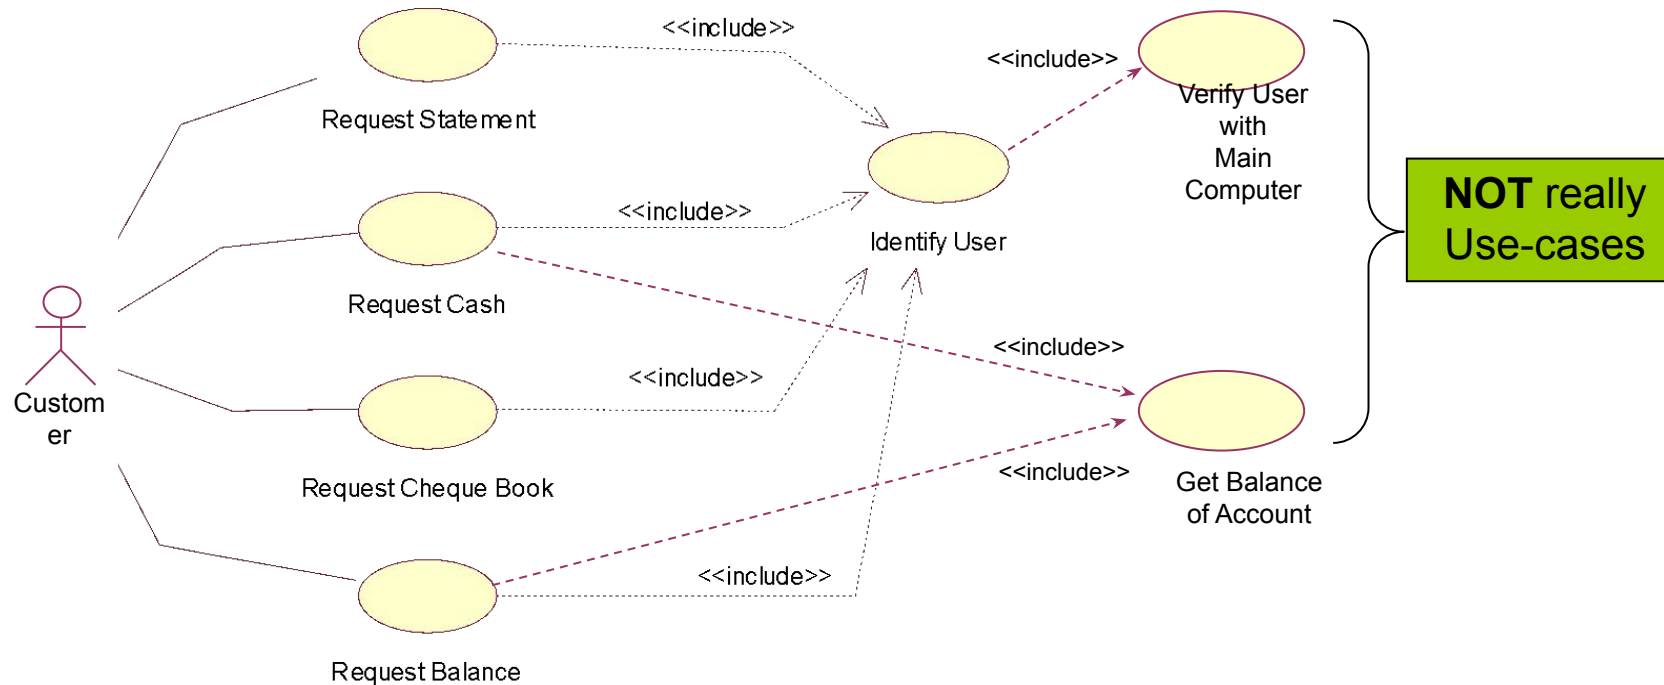 <<include>>
<<include>>
Request Statement
Verify User
with
Main
Computer
NOT really
Use-cases
<<include>>
Identify User
Request Cash
<<include>>
<<include>>
Custom
er
<<include>>
Request Cheque Book
Get Balance
of Account
<<include>>
Request Balance